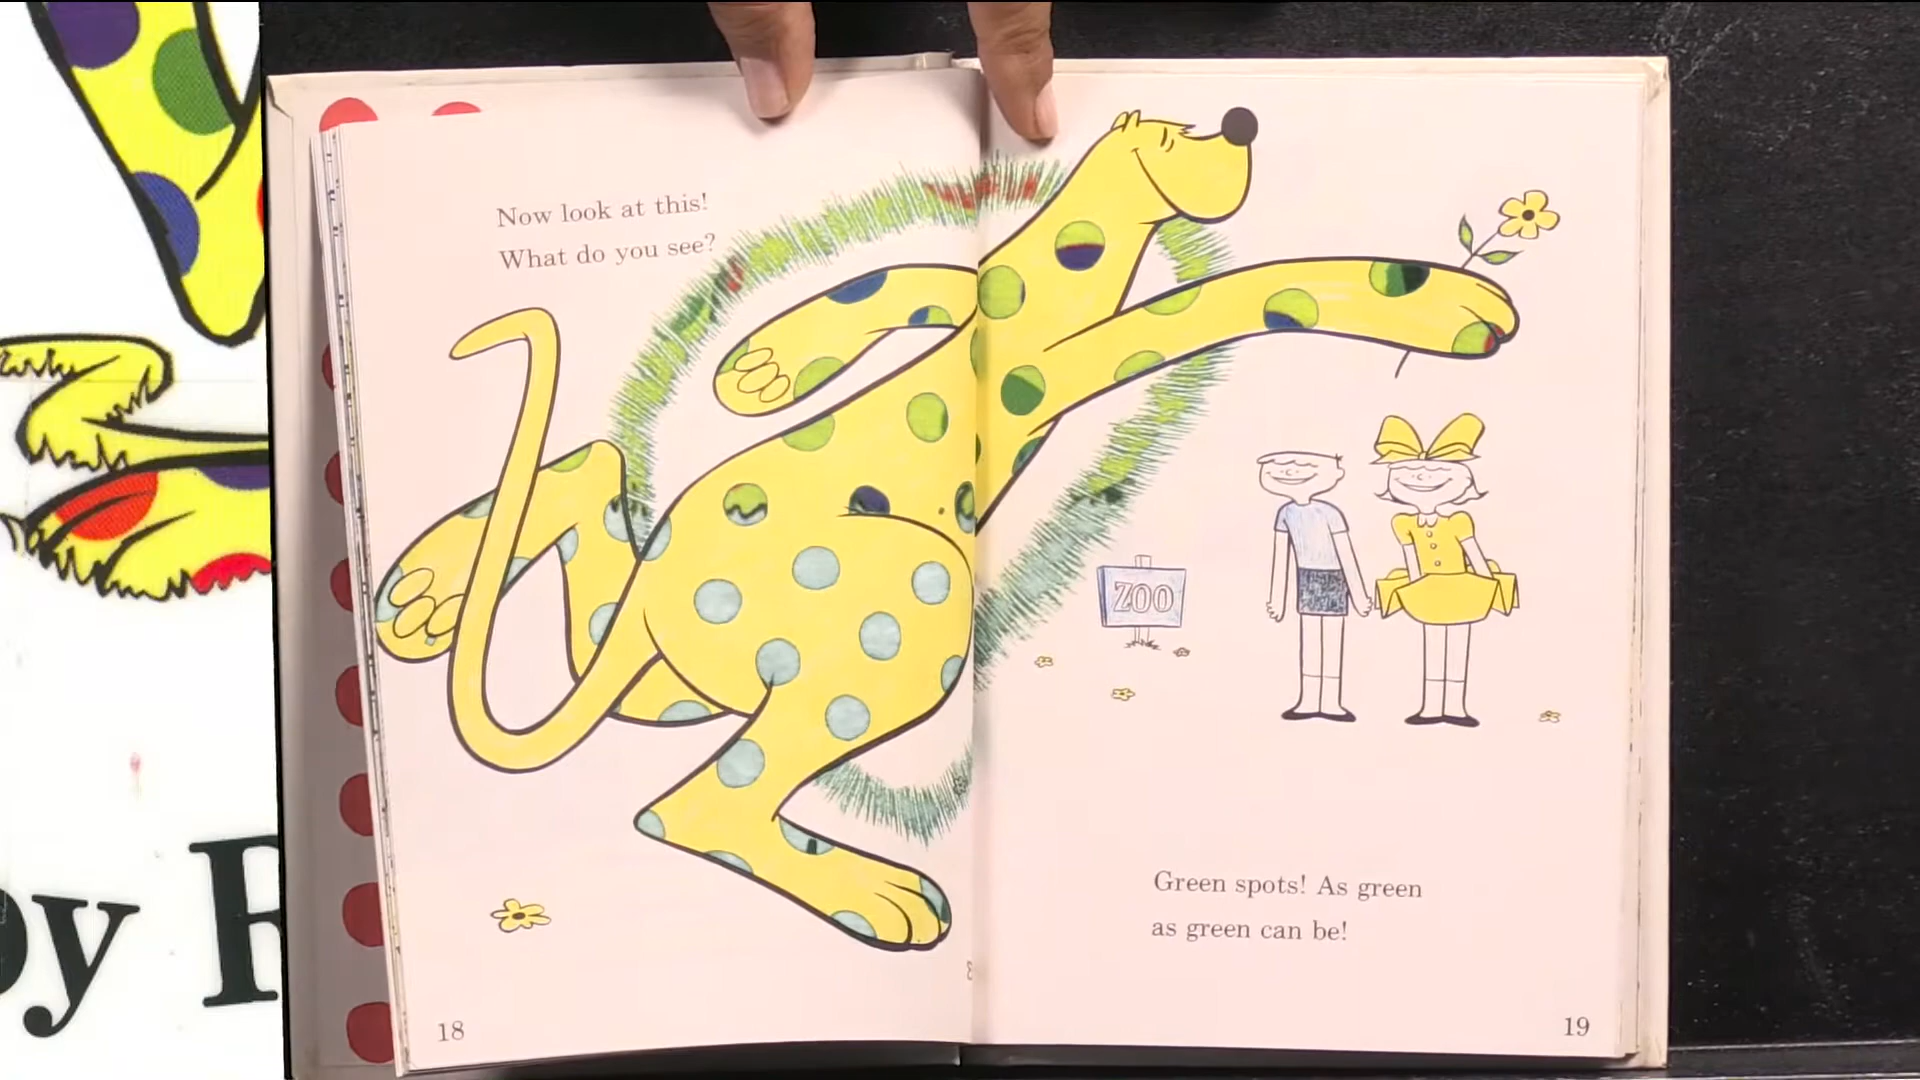 Now look at this!
What do you see?
ZOO
Green spots! As green
as green can be!
18
19